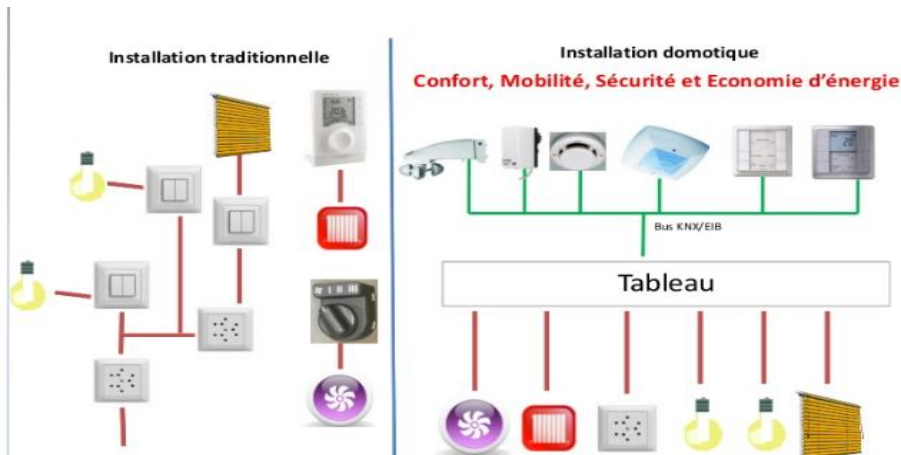 Installation traditionnelle
Installation domotique
Confort, Mobilité, Sécurité et Economie d'énergie
Bus KNX/EIB
Tableau